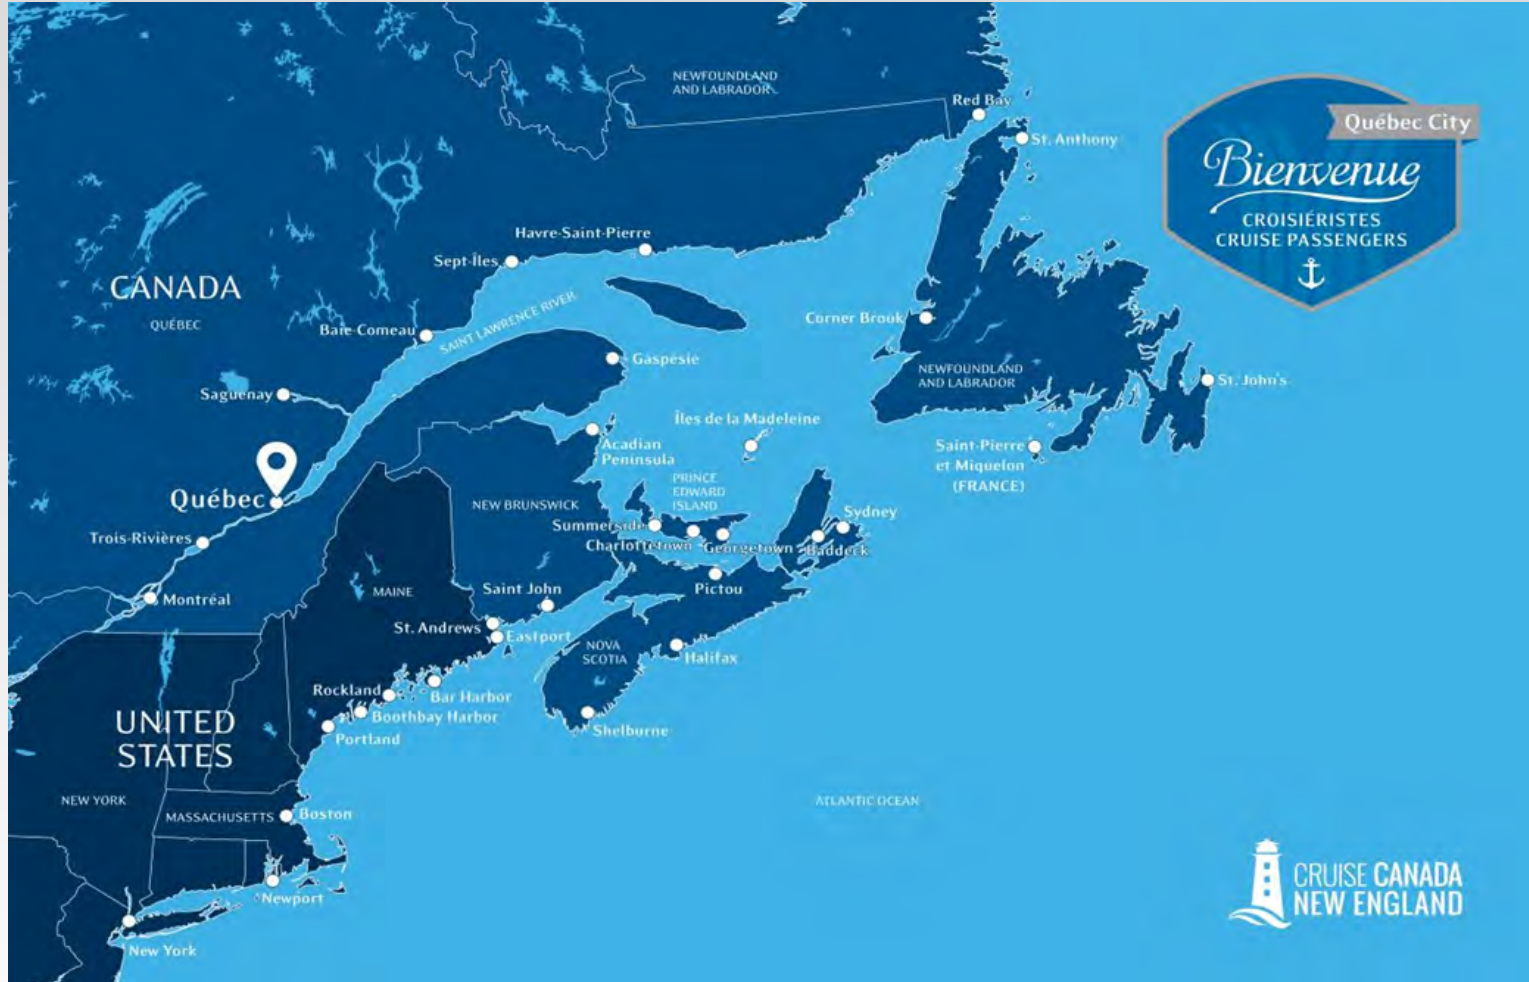 NEWFOUNDLAND
AND LABRADOR
Red Bay
St. Anthony
Québec City
Bienvenue
CROISIÉRISTES
CRUISE PASSENGERS
Havre-Saint-Pierre
Sept-Îles
CANADA
QUÉBEC
Baie-Comeau
SAINT LAWRENCE RIVER
Corner Brook
Gaspésie
NEWFOUNDLAND
AND LABRADOR
St. John's
Saguenay
Îles de la Madeleine
Acadian
Peninsula
Saint-Pierre
et Miquelon
(FRANCE)
Québec
NEW BRUNSWICK
PRINCE
EDWARD
ISLAND
Sydney
Summerside
Trois-Rivières
Charlottetown
Georgetown
Baddeck
Montréal
MAINE
Saint John
Pictou
St. Andrews
Eastport
NOVA
SCOTIA
Halifax
Rockland
Bar Harbor
Boothbay Harbor
Portland
Shelburne
UNITED
STATES
NEW YORK
MASSACHUSETTS
Boston
ATLANTIC OCEAN
Newport
New York
CRUISE CANADA
NEW ENGLAND